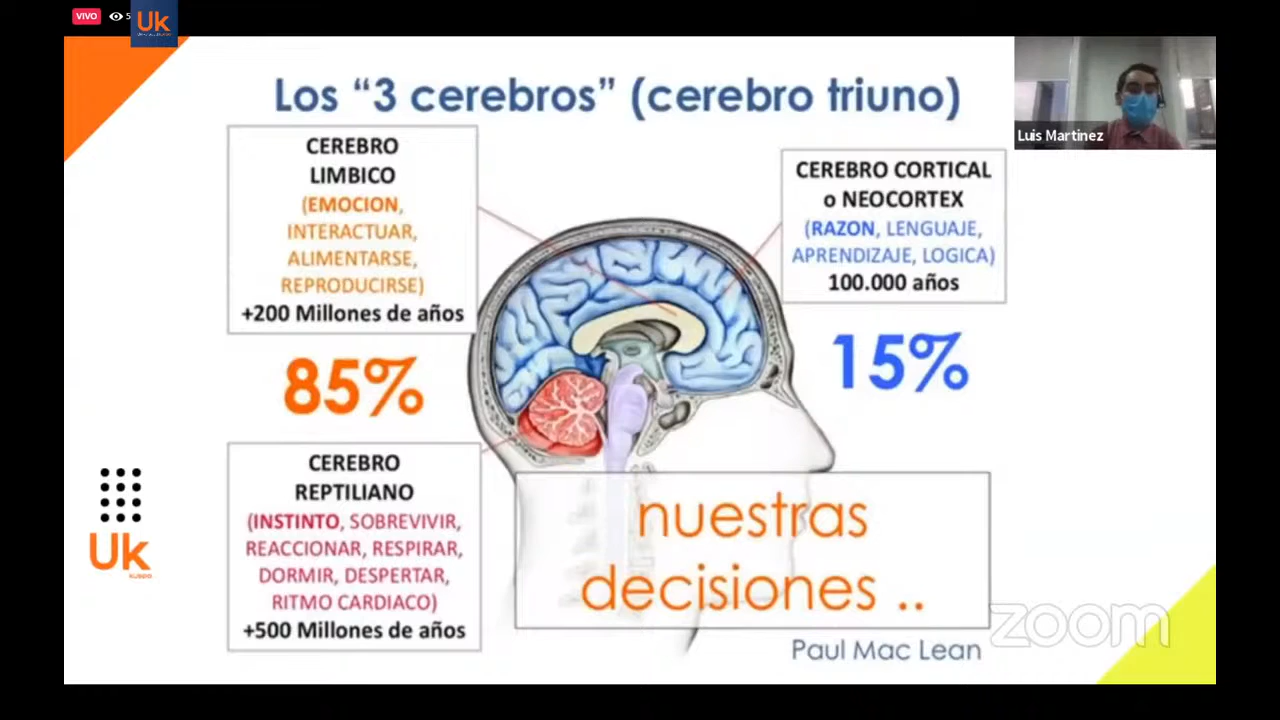 VIVO
5
Uk
Los “3 cerebros” (cerebro triuno)
Luis Martinez
CEREBRO
LIMBICO
(EMOCION,
INTERACTUAR,
ALIMENTARSE,
REPRODUCIRSE)
+200 Millones de años
CEREBRO CORTICAL
o NEOCORTEX
(RAZON, LENGUAJE,
APRENDIZAJE, LOGICA)
100.000 años
85%
15%
CEREBRO
REPTILIANO
(INSTINTO, SOBREVIVIR,
REACCIONAR, RESPIRAR,
DORMIR, DESPERTAR,
RITMO CARDIACO)
+500 Millones de años
nuestras
decisiones ..
Uk
zoom
Paul Mac Lean